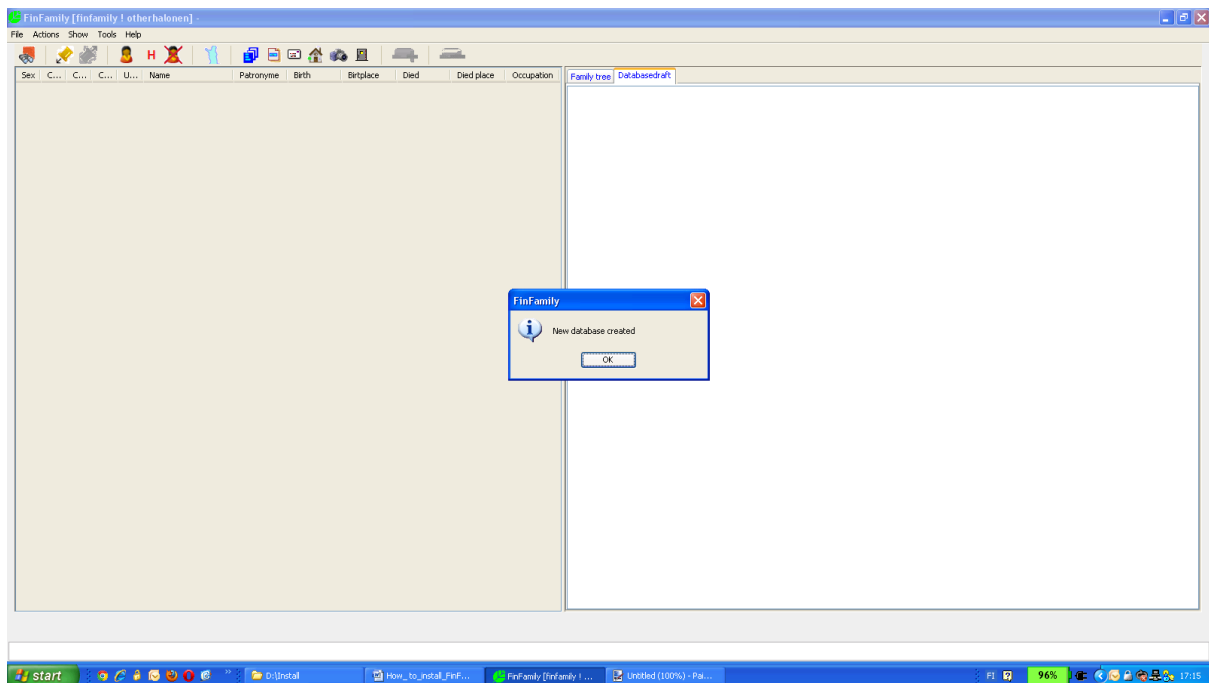 FinFamily [finfamily ! otherhalonen] -
File Actions Show Tools Help
H
Sex C... C... C... U... Name Patronyme Birth Birtplace Died Died place Occupation
Family tree Databasedraft
FinFamily
New database created
OK
start D:\Install How_to_install_FinF... FinFamily [finfamily ! ... Untitled (100%) - Pai... FI 96% 17:15